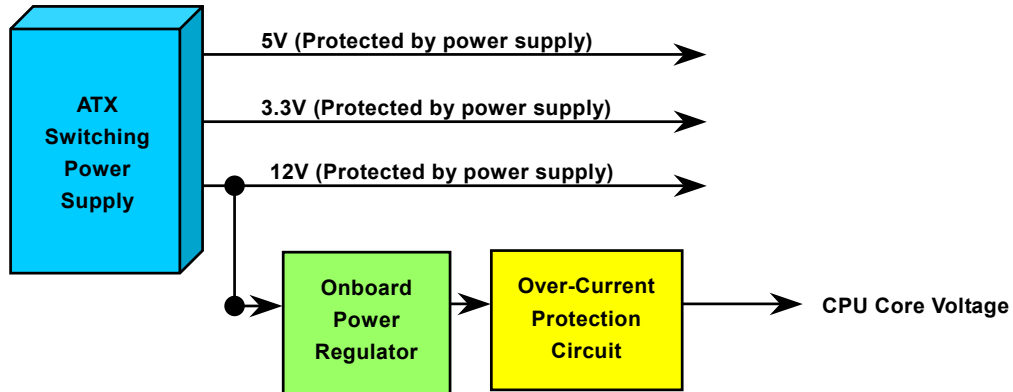 5V (Protected by power supply)
ATX
Switching
Power
Supply
3.3V (Protected by power supply)
12V (Protected by power supply)
Onboard
Power
Regulator
Over-Current
Protection
Circuit
CPU Core Voltage